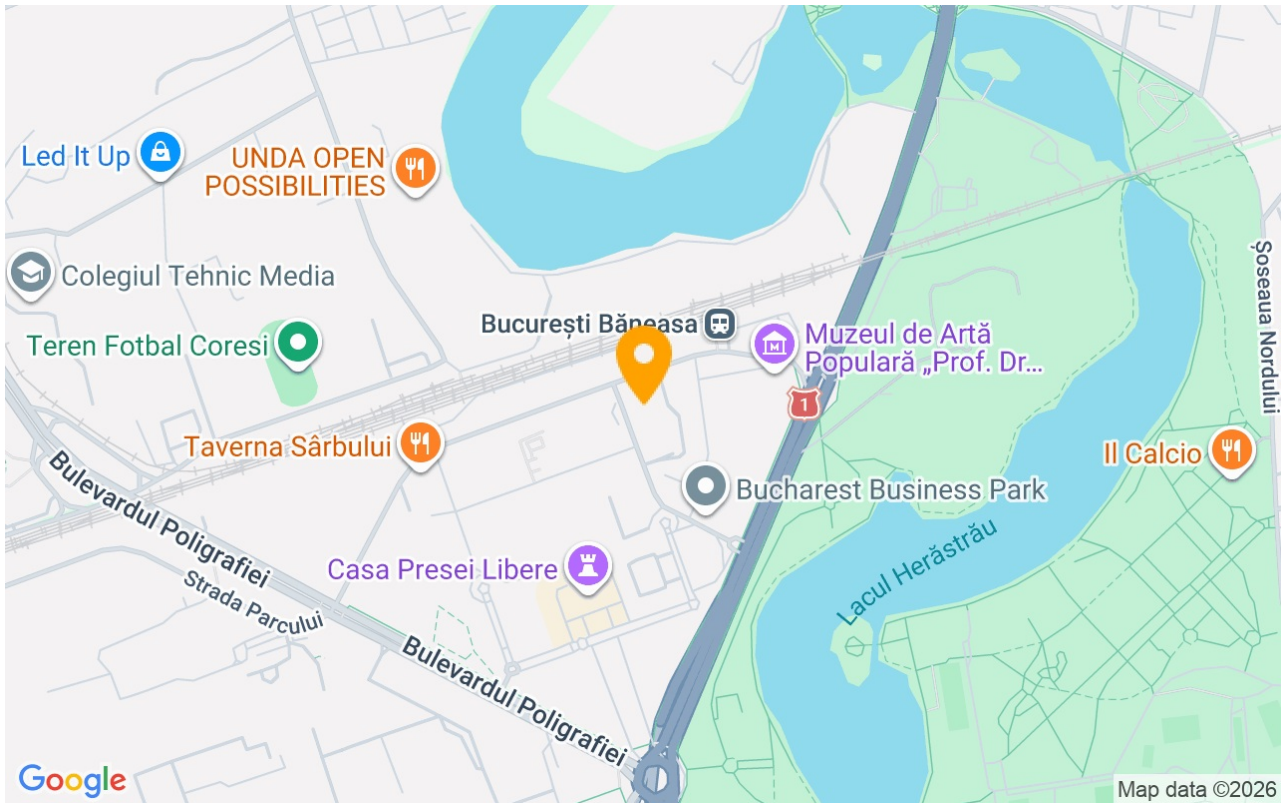 Led It Up
UNDA OPEN
POSSIBILITIES
Colegiul Tehnic Media
București Băneasa
Teren Fotbal Coresi
Muzeul de Artă
Populară „Prof. Dr...
1
Șoseaua Nordului
Taverna Sârbului
Il Calcio
Bulevardul Poligrafiei
Bucharest Business Park
Casa Presei Libere
Lacul Herăstrău
Strada Parcului
Bulevardul Poligrafiei
Google
Map data ©2026